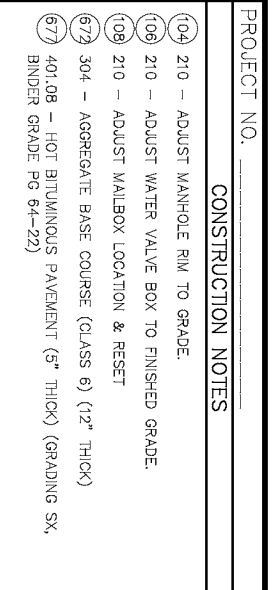 PROJECT NO. ____________________
CONSTRUCTION NOTES
104 210 – ADJUST MANHOLE RIM TO GRADE.
106 210 – ADJUST WATER VALVE BOX TO FINISHED GRADE.
108 210 – ADJUST MAILBOX LOCATION & RESET
672 304 – AGGREGATE BASE COURSE (CLASS 6) (12" THICK)
677 401.08 – HOT BITUMINOUS PAVEMENT (5" THICK) (GRADING SX,
BINDER GRADE PG 64–22)